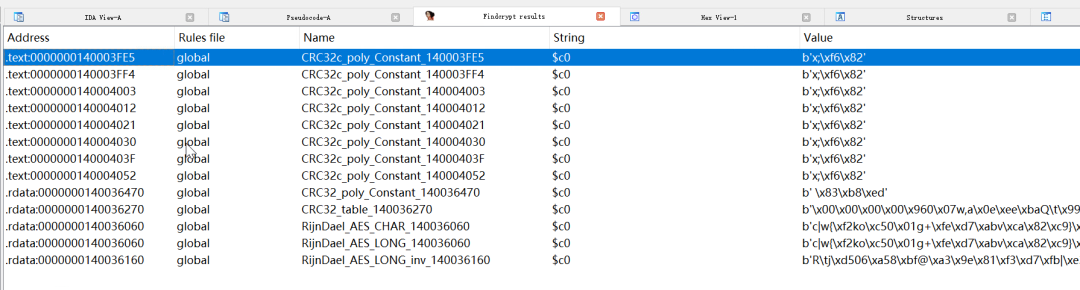 IDA View-A Pseudocode-A Findcrypt results Hex View-1 Structures
Address Rules file Name String Value
.text:0000000140003FE5 global CRC32c_poly_Constant_140003FE5 $c0 b'x;\xf6\x82'
.text:0000000140003FF4 global CRC32c_poly_Constant_140003FF4 $c0 b'x;\xf6\x82'
.text:0000000140004003 global CRC32c_poly_Constant_140004003 $c0 b'x;\xf6\x82'
.text:0000000140004012 global CRC32c_poly_Constant_140004012 $c0 b'x;\xf6\x82'
.text:0000000140004021 global CRC32c_poly_Constant_140004021 $c0 b'x;\xf6\x82'
.text:0000000140004030 global CRC32c_poly_Constant_140004030 $c0 b'x;\xf6\x82'
.text:000000014000403F global CRC32c_poly_Constant_14000403F $c0 b'x;\xf6\x82'
.text:0000000140004052 global CRC32c_poly_Constant_140004052 $c0 b'x;\xf6\x82'
.rdata:0000000140036470 global CRC32_poly_Constant_140036470 $c0 b' \x83\xb8\xed'
.rdata:0000000140036270 global CRC32_table_140036270 $c0 b'\x00\x00\x00\x00\x960\x07w,a\x0e\xee\xbaQ\t\x99
.rdata:0000000140036060 global RijnDael_AES_CHAR_140036060 $c0 b'c|w{\xf2ko\xc50\x01g+\xfe\xd7\xabv\xca\x82\xc9}\x
.rdata:0000000140036060 global RijnDael_AES_LONG_140036060 $c0 b'c|w{\xf2ko\xc50\x01g+\xfe\xd7\xabv\xca\x82\xc9}\x
.rdata:0000000140036160 global RijnDael_AES_LONG_inv_140036160 $c0 b'R\tj\xd506\xa58\xbf@\xa3\x9e\x81\xf3\xd7\xfb|\xe